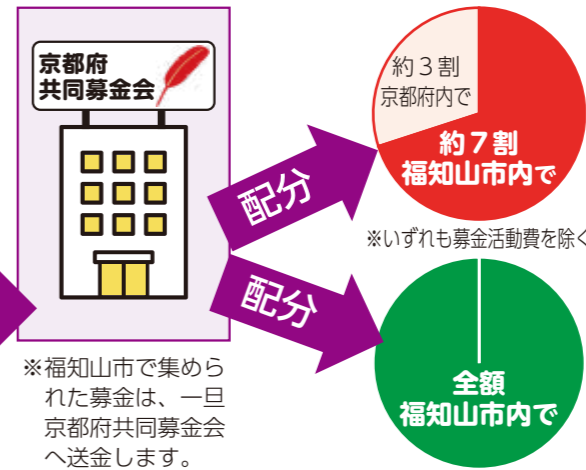 京都府
共同募金会
約３割
京都府内で
約７割
福知山市内で
配分
※いずれも募金活動費を除く
配分
全額
福知山市内で
※福知山市で集めら
れた募金は、一旦
京都府共同募金会
へ送金します。